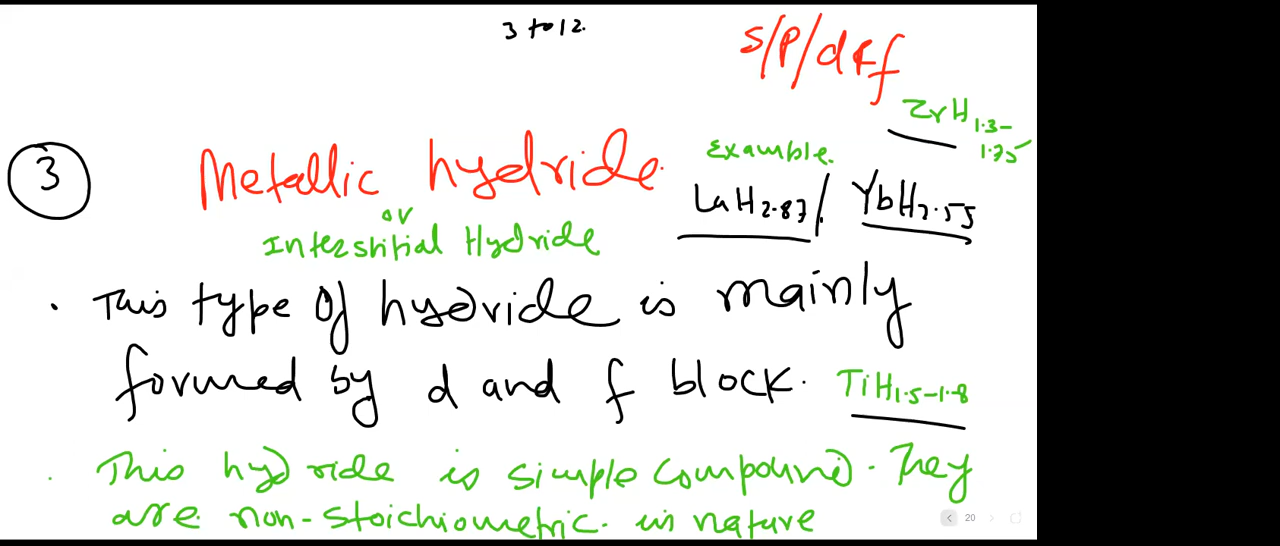 3 to 12.
S/P/d & f
ZrH1.3-1.75
3
Metallic hydride.
Examble.
LaH2.87 / YbH2.55
or
Interstitial Hydride
. This type of hydride is mainly
formed by d and f block.
TiH1.5-1.8
. This hydride is simple compound. They
are non-stoichiometric. in nature
20